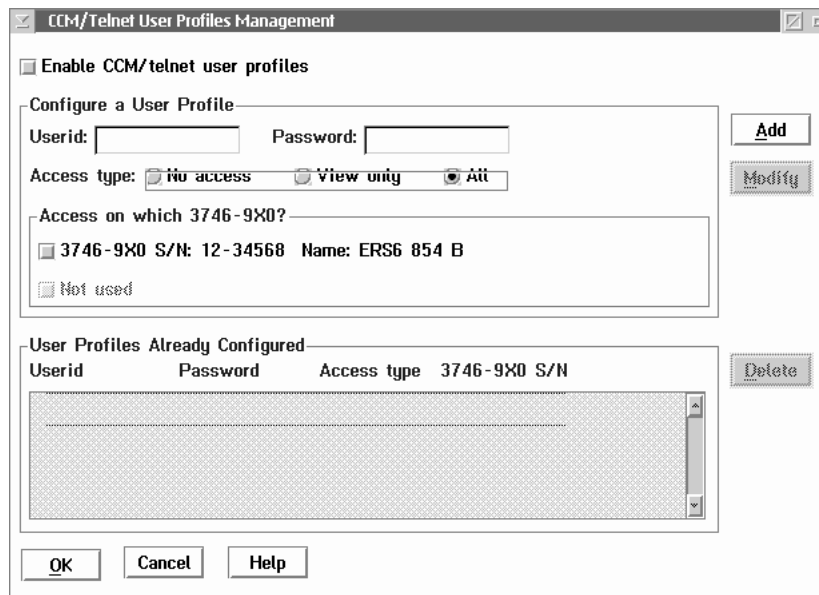 CCM/Telnet User Profiles Management
Enable CCM/telnet user profiles
Configure a User Profile
Userid: Password:
Add
Access type: No access View only All
Modify
Access on which 3746-9X0?
3746-9X0 S/N: 12-34568 Name: ERS6 854 B
Not used
User Profiles Already Configured
Userid Password Access type 3746-9X0 S/N
Delete
OK Cancel Help